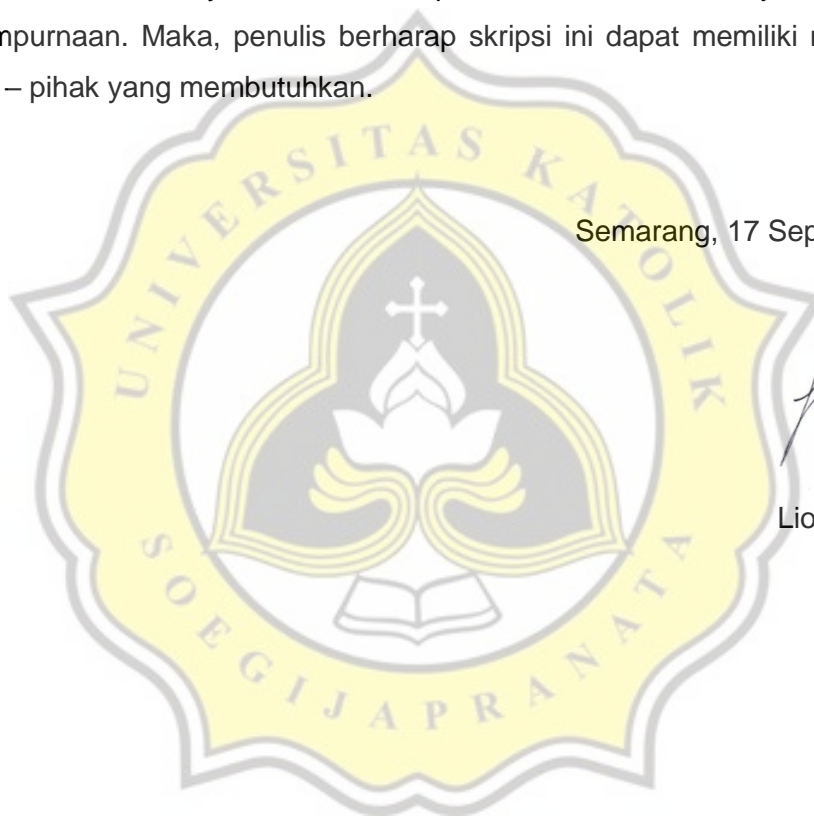 mpurnaan. Maka, penulis berharap skripsi ini dapat memiliki
– pihak yang membutuhkan.
UNIVERSITAS KATOLIK
Semarang, 17 Sep
Lio
SOEGIJAPRANATA